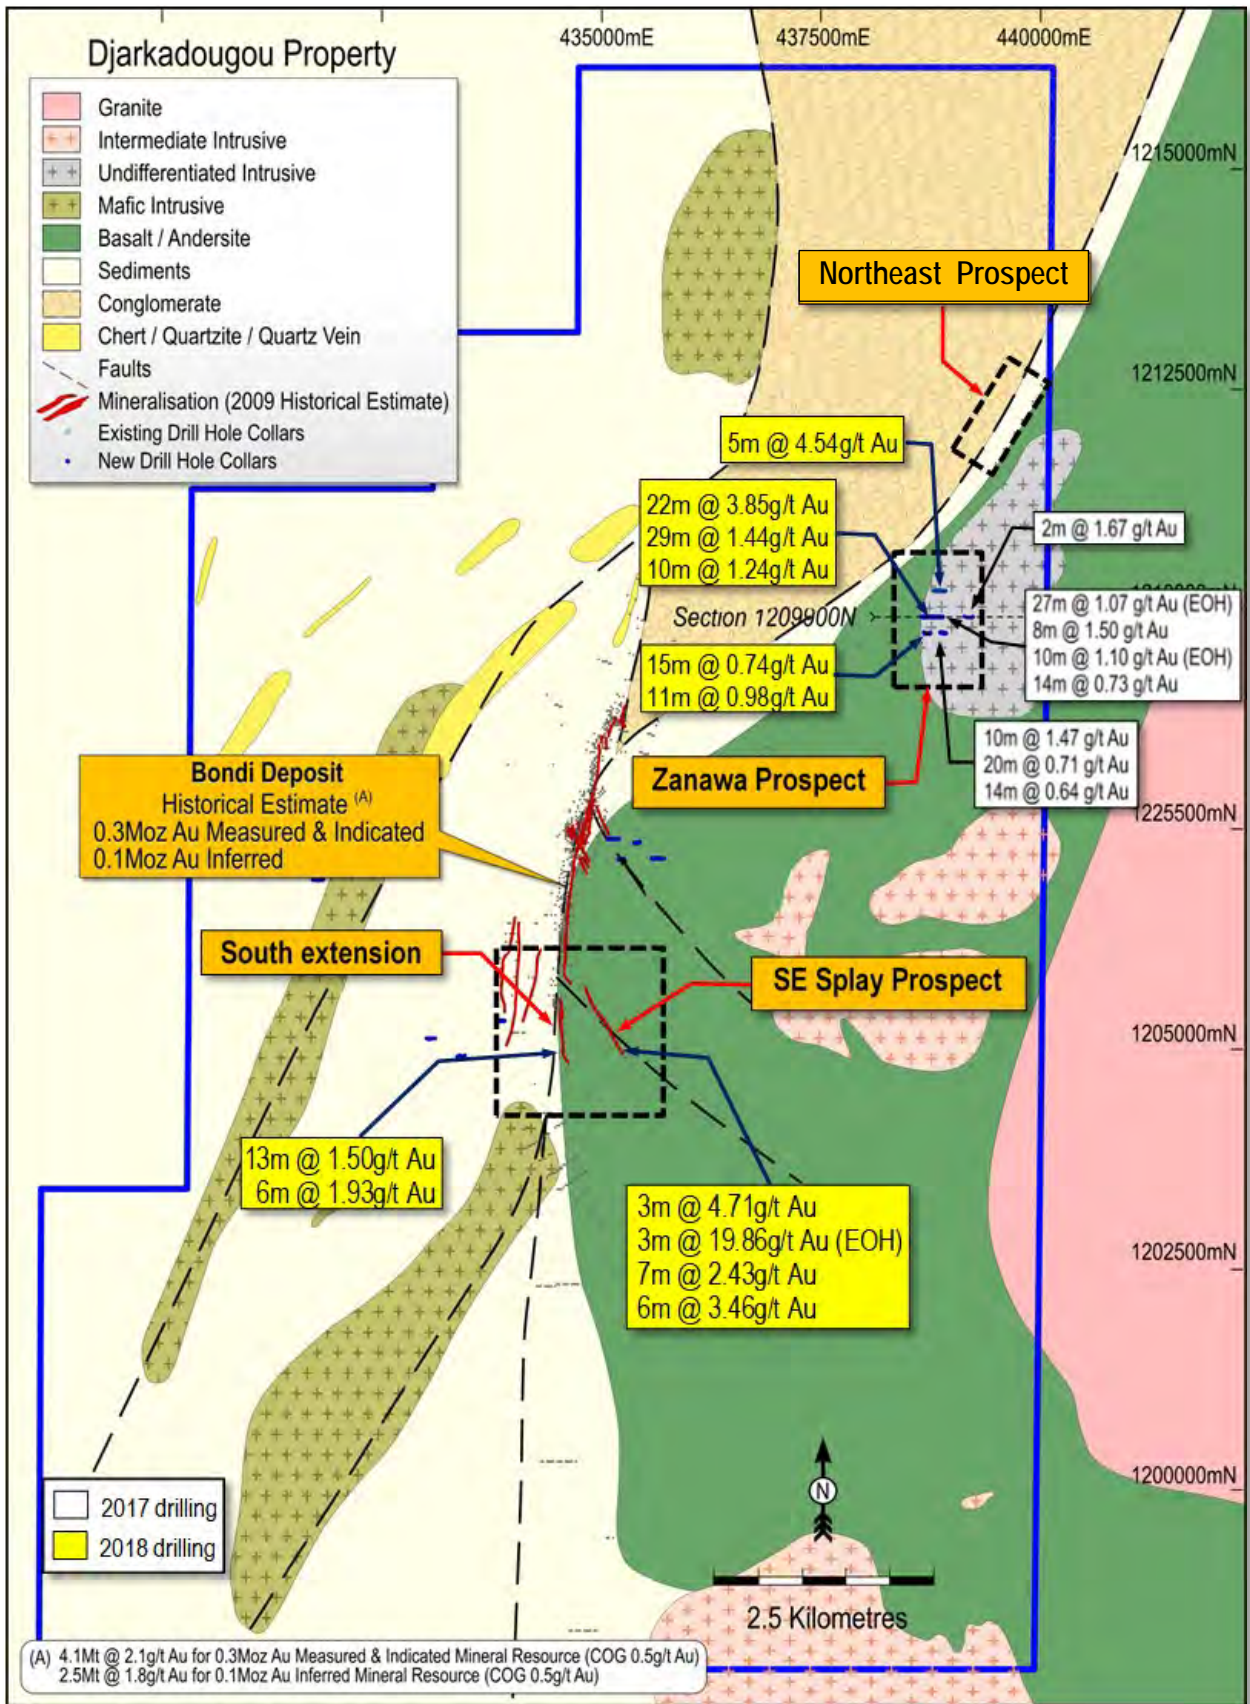 435000mE
437500mE
440000mE
Djarkadougou Property
Granite
Intermediate Intrusive
Undifferentiated Intrusive
Mafic Intrusive
Basalt / Andersite
Sediments
Conglomerate
Chert / Quartzite / Quartz Vein
Faults
Mineralisation (2009 Historical Estimate)
Existing Drill Hole Collars
New Drill Hole Collars
1215000mN
Northeast Prospect
1212500mN
5m @ 4.54g/t Au
22m @ 3.85g/t Au
29m @ 1.44g/t Au
10m @ 1.24g/t Au
2m @ 1.67 g/t Au
Section 1209800N
27m @ 1.07 g/t Au (EOH)
8m @ 1.50 g/t Au
10m @ 1.10 g/t Au (EOH)
14m @ 0.73 g/t Au
15m @ 0.74g/t Au
11m @ 0.98g/t Au
10m @ 1.47 g/t Au
20m @ 0.71 g/t Au
14m @ 0.64 g/t Au
Zanawa Prospect
Bondi Deposit
Historical Estimate (A)
0.3Moz Au Measured & Indicated
0.1Moz Au Inferred
1225500mN
South extension
SE Splay Prospect
1205000mN
13m @ 1.50g/t Au
6m @ 1.93g/t Au
3m @ 4.71g/t Au
3m @ 19.86g/t Au (EOH)
7m @ 2.43g/t Au
6m @ 3.46g/t Au
1202500mN
1200000mN
2017 drilling
2018 drilling
N
2.5 Kilometres
(A) 4.1Mt @ 2.1g/t Au for 0.3Moz Au Measured & Indicated Mineral Resource (COG 0.5g/t Au)
2.5Mt @ 1.8g/t Au for 0.1Moz Au Inferred Mineral Resource (COG 0.5g/t Au)